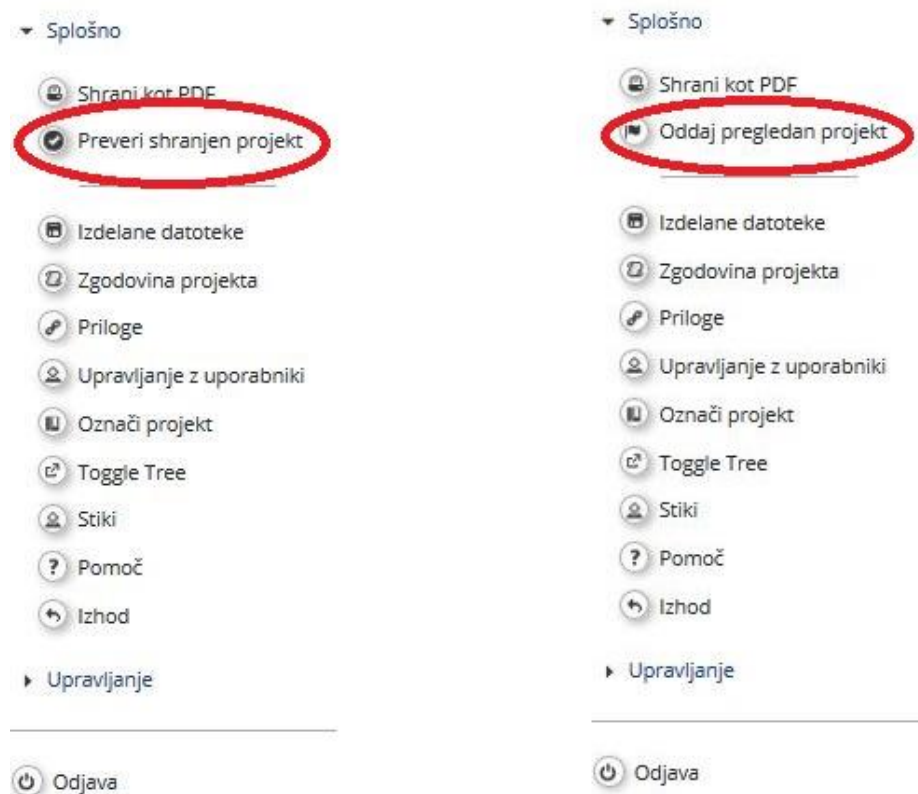 Splošno
Shrani kot PDF
Preveri shranjen projekt
Izdelane datoteke
Zgodovina projekta
Priloge
Upravljanje z uporabniki
Označi projekt
Toggle Tree
Stiki
Pomoč
Izhod
Upravljanje
Odjava
Splošno
Shrani kot PDF
Oddaj pregledan projekt
Izdelane datoteke
Zgodovina projekta
Priloge
Upravljanje z uporabniki
Označi projekt
Toggle Tree
Stiki
Pomoč
Izhod
Upravljanje
Odjava